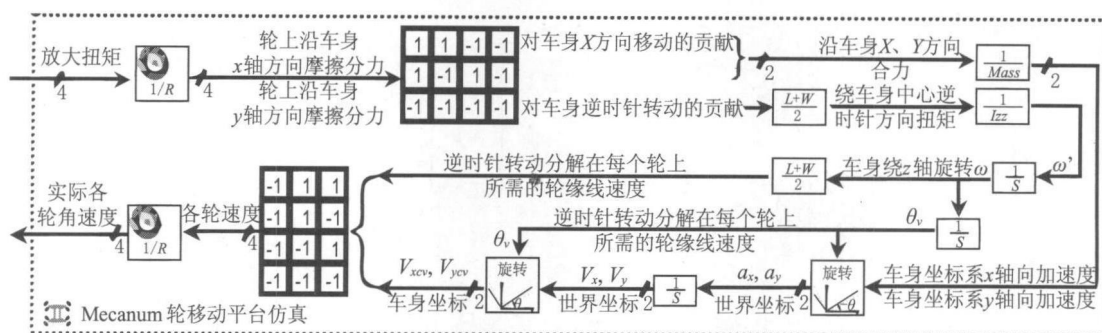 放大扭矩
4
1/R
4
轮上沿车身
x轴方向摩擦分力
轮上沿车身
y轴方向摩擦分力
1 1 -1 -1
1 -1 1 -1
-1 -1 -1 -1
对车身X方向移动的贡献
对车身逆时针转动的贡献
2
沿车身X、Y方向
合力
1
Mass
2
L+W
2
绕车身中心逆
时针方向扭矩
1
Izz
ω'
1
S
车身绕z轴旋转ω
L+W
2
逆时针转动分解在每个轮上
所需的轮缘线速度
θv
1
S
逆时针转动分解在每个轮上
所需的轮缘线速度
θv
车身坐标系x轴向加速度
车身坐标系y轴向加速度
2
旋转
θ
ax, ay
世界坐标
2
1
S
Vx, Vy
世界坐标
2
旋转
θ
Vxcv, Vycv
车身坐标
2
-1 1 1
-1 1 -1
-1 -1 1
-1 -1 -1
各轮速度
4
1/R
实际各
轮角速度
4
Mecanum 轮移动平台仿真